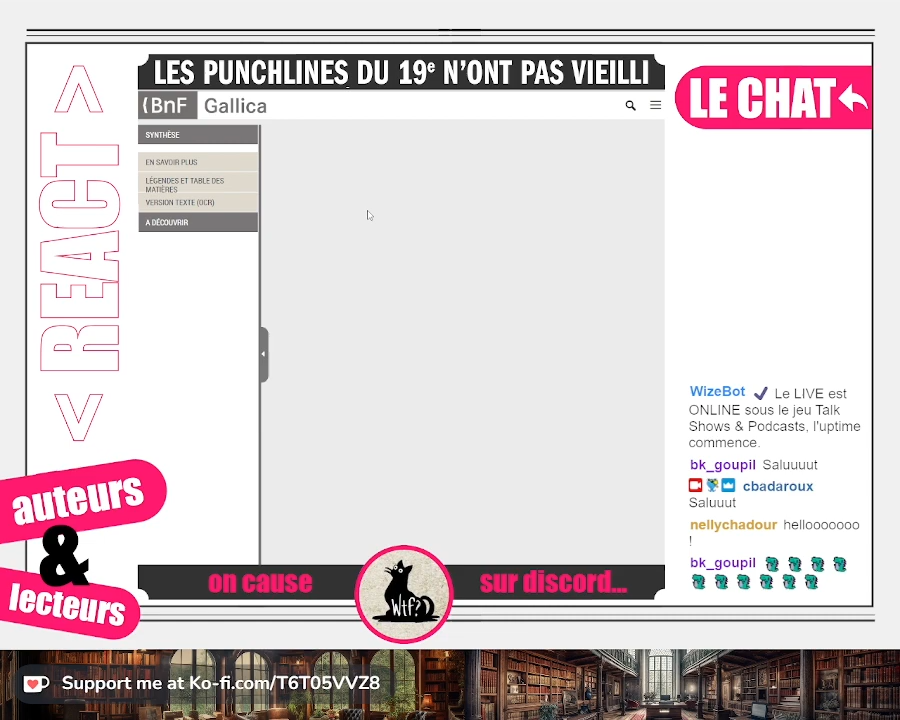 LES PUNCHLINES DU 19e N'ONT PAS VIEILLI
{BnF Gallica
LE CHAT
< REACT >
SYNTHÈSE
EN SAVOIR PLUS
LÉGENDES ET TABLE DES
MATIÈRES
VERSION TEXTE (OCR)
A DÉCOUVRIR
WizeBot Le LIVE est
ONLINE sous le jeu Talk
Shows & Podcasts, l'uptime
commence.
bk_goupil Saluuuut
cbadaroux
Saluuut
nellychadour hellooooooo
!
bk_goupil
auteurs
&
lecteurs
on cause
Wtf?
sur discord...
Support me at Ko-fi.com/T6T05VVZ8